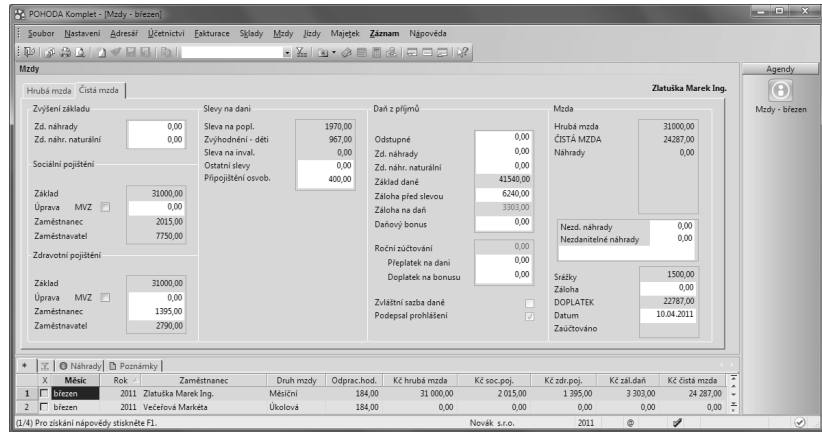 POHODA Komplet - [Mzdy - březen]
Soubor Nastavení Adresář Účetnictví Fakturace Sklady Mzdy Jízdy Majetek Záznam Nápověda
Mzdy
Agendy
Hrubá mzda Čistá mzda
Zlatuška Marek Ing.
Mzdy - březen
Zvýšení základu
Zd. náhrady 0,00
Zd. náhr. naturální 0,00
Sociální pojištění
Základ 31000,00
Úprava MVZ 0,00
Zaměstnanec 2015,00
Zaměstnavatel 7750,00
Zdravotní pojištění
Základ 31000,00
Úprava MVZ 0,00
Zaměstnanec 1395,00
Zaměstnavatel 2790,00
Slevy na dani
Sleva na popl. 1970,00
Zvýhodnění - děti 967,00
Sleva na inval. 0,00
Ostatní slevy 0,00
Připojištění osvob. 400,00
Daň z příjmů
Odstupné 0,00
Zd. náhrady 0,00
Zd. náhr. naturální 0,00
Základ daně 41540,00
Záloha před slevou 6240,00
Záloha na daň 3303,00
Daňový bonus 0,00
Roční zúčtování 0,00
Přeplatek na dani 0,00
Doplatek na bonusu 0,00
Zvláštní sazba daně
Podepsal prohlášení
Mzda
Hrubá mzda 31000,00
ČISTÁ MZDA 24287,00
Náhrady 0,00
Nezd. náhrady 0,00
Nezdanitelné náhrady 0,00
Srážky 1500,00
Záloha 0,00
DOPLATEK 22787,00
Datum 10.04.2011
Zaúčtováno
* Náhrady Poznámky
X Měsíc Rok Zaměstnanec Druh mzdy Odprac.hod. Kč hrubá mzda Kč soc.poj. Kč zdr.poj. Kč zál.daň Kč čistá mzda
1 březen 2011 Zlatuška Marek Ing. Měsíční 184,00 31 000,00 2 015,00 1 395,00 3 303,00 24 287,00
2 březen 2011 Večeřová Markéta Úkolová 184,00 0,00 0,00 0,00 0,00 0,00
(1/4) Pro získání nápovědy stiskněte F1. Novák s.r.o. 2011 @